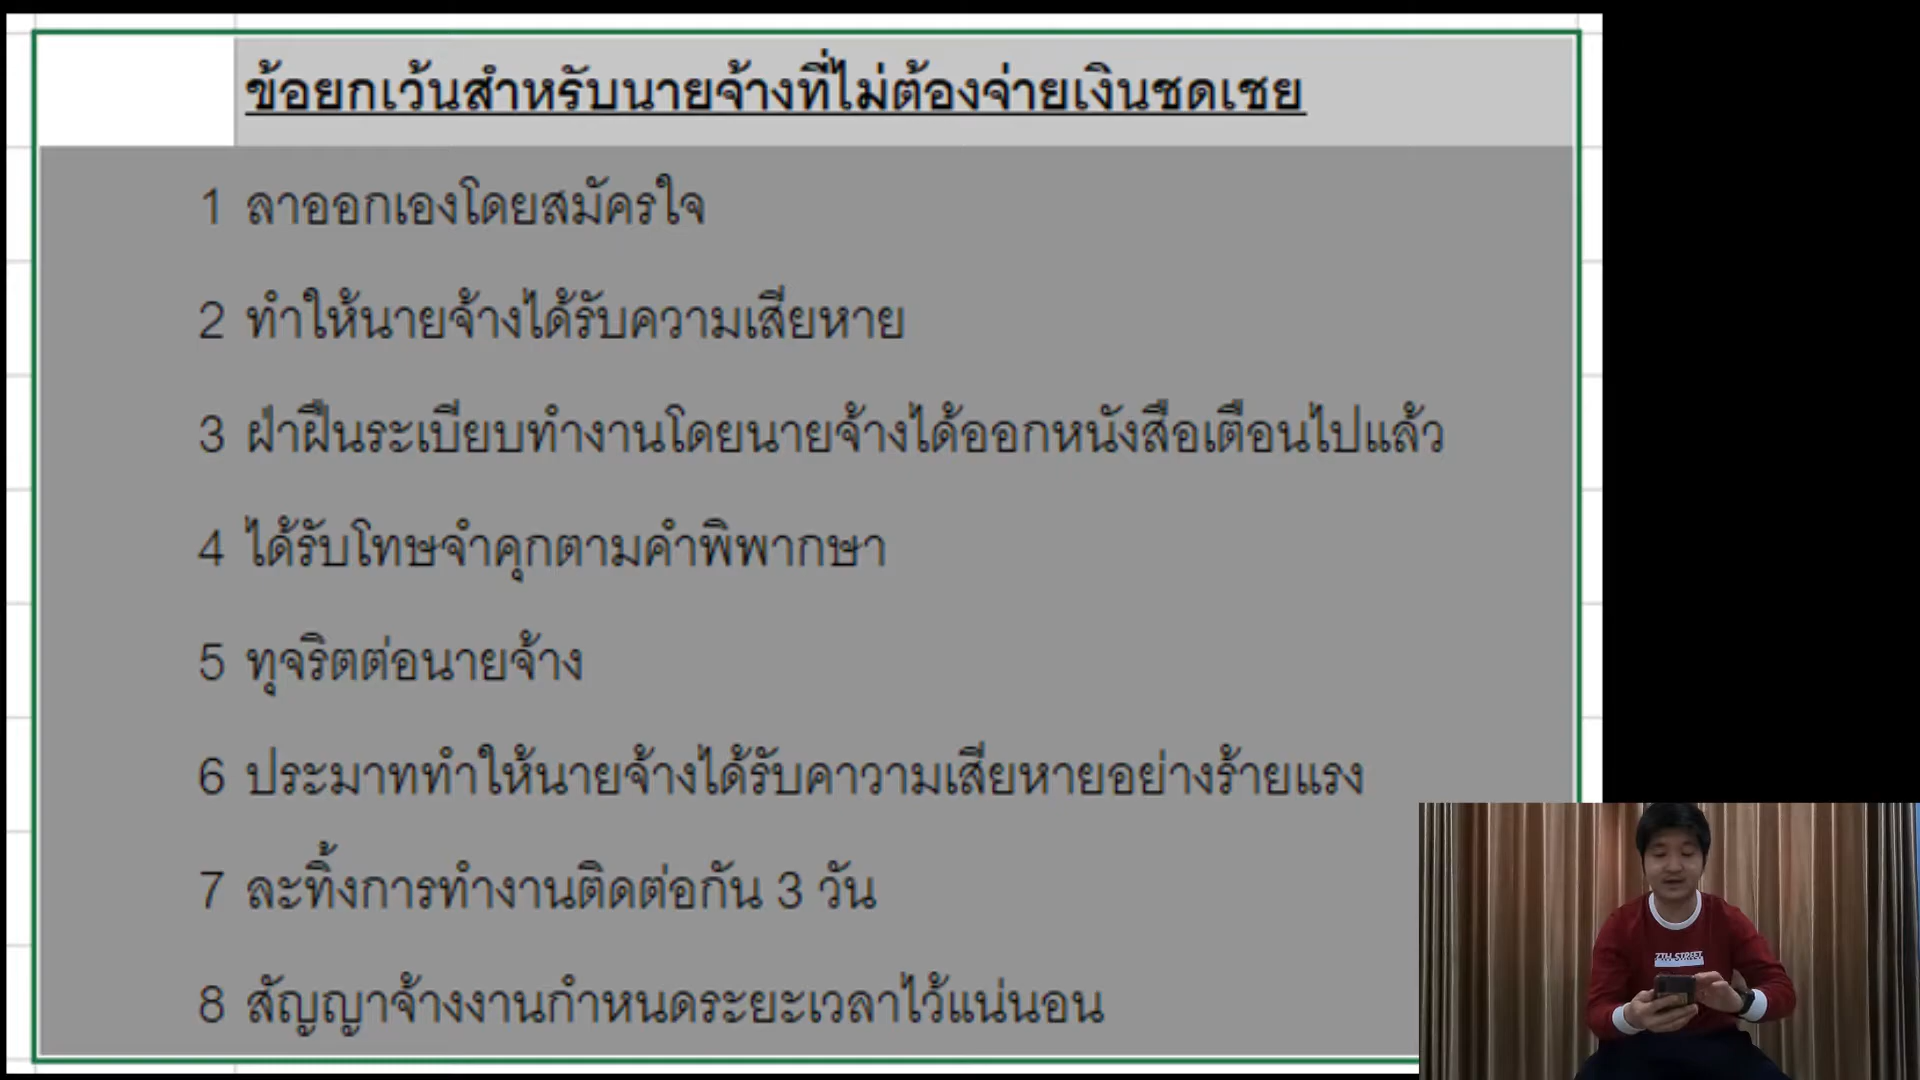 ข้อยกเว้นสำหรับนายจ้างที่ไม่ต้องจ่ายเงินชดเชย
1 ลาออกเองโดยสมัครใจ
2 ทำให้นายจ้างได้รับความเสียหาย
3 ฝ่าฝืนระเบียบทำงานโดยนายจ้างได้ออกหนังสือเตือนไปแล้ว
4 ได้รับโทษจำคุกตามคำพิพากษา
5 ทุจริตต่อนายจ้าง
6 ประมาททำให้นายจ้างได้รับคาวามเสียหายอย่างร้ายแรง
7 ละทิ้งการทำงานติดต่อกัน 3 วัน
8 สัญญาจ้างงานกำหนดระยะเวลาไว้แน่นอน
7TH STREET